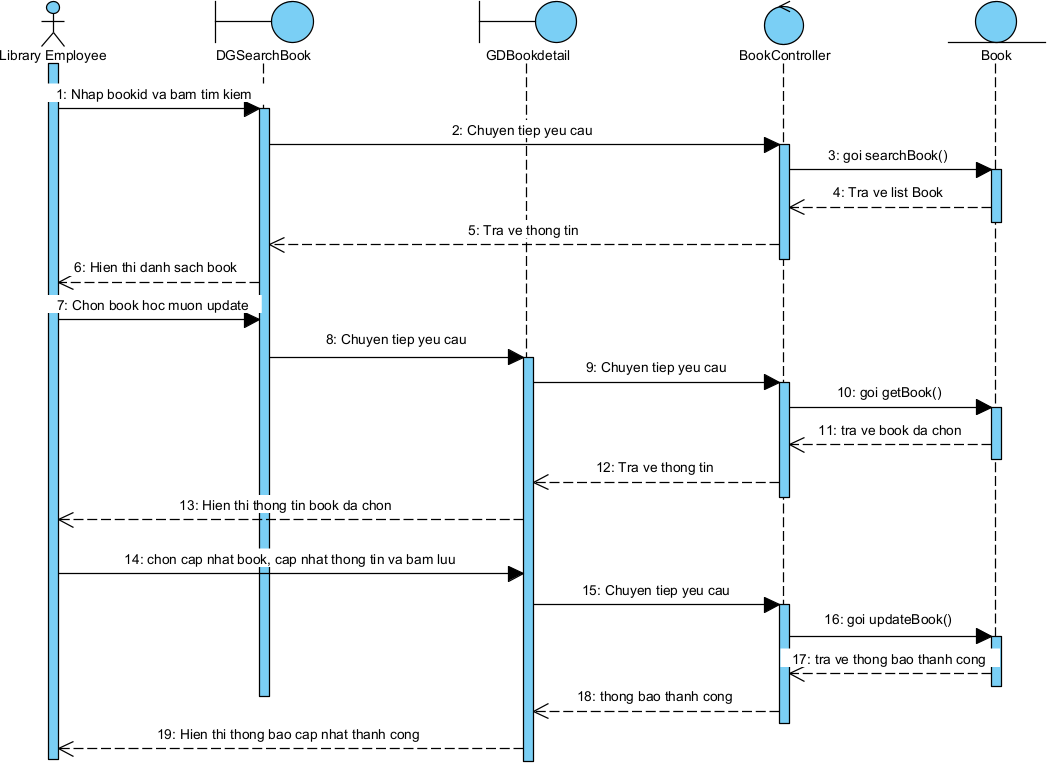 Library Employee
DGSearchBook
GDBookdetail
BookController
Book
1: Nhap bookid va bam tim kiem
2: Chuyen tiep yeu cau
3: goi searchBook()
4: Tra ve list Book
5: Tra ve thong tin
6: Hien thi danh sach book
7: Chon book hoc muon update
8: Chuyen tiep yeu cau
9: Chuyen tiep yeu cau
10: goi getBook()
11: tra ve book da chon
12: Tra ve thong tin
13: Hien thi thong tin book da chon
14: chon cap nhat book, cap nhat thong tin va bam luu
15: Chuyen tiep yeu cau
16: goi updateBook()
17: tra ve thong bao thanh cong
18: thong bao thanh cong
19: Hien thi thong bao cap nhat thanh cong